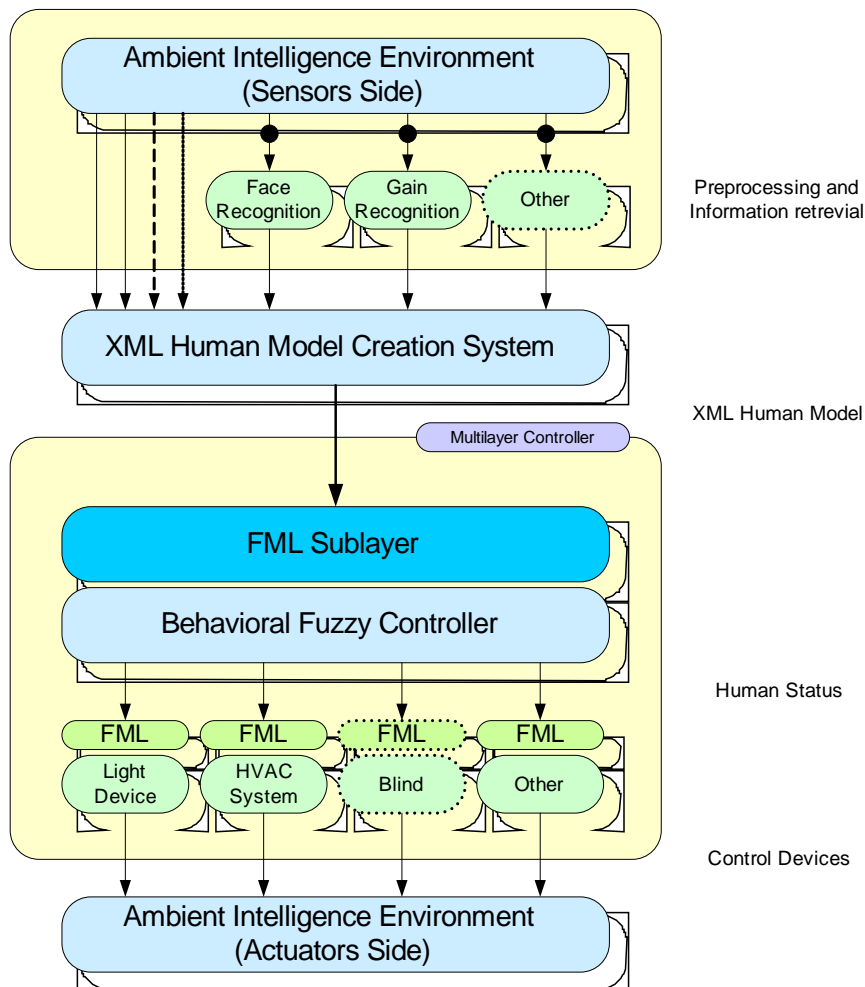 Ambient Intelligence Environment
(Sensors Side)
Face
Recognition
Gain
Recognition
Other
Preprocessing and
Information retrevial
XML Human Model Creation System
XML Human Model
Multilayer Controller
FML Sublayer
Behavioral Fuzzy Controller
Human Status
FML
FML
FML
FML
Light
Device
HVAC
System
Blind
Other
Control Devices
Ambient Intelligence Environment
(Actuators Side)